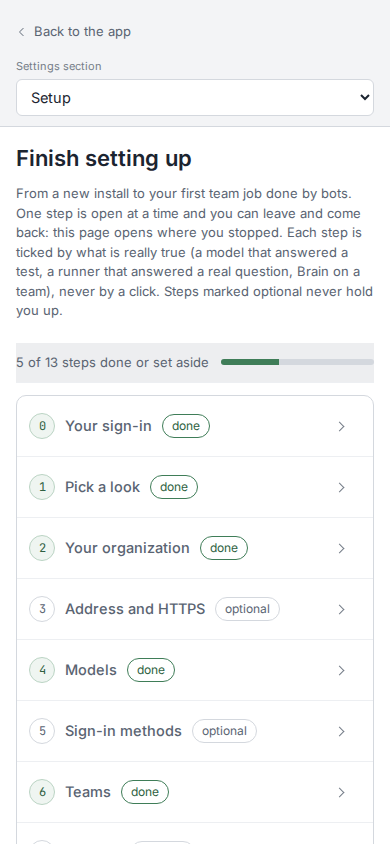 Back to the app
Settings section
Setup
Finish setting up
From a new install to your first team job done by bots.
One step is open at a time and you can leave and come
back: this page opens where you stopped. Each step is
ticked by what is really true (a model that answered a
test, a runner that answered a real question, Brain on a
team), never by a click. Steps marked optional never hold
you up.
5 of 13 steps done or set aside
0 Your sign-in done
1 Pick a look done
2 Your organization done
3 Address and HTTPS optional
4 Models done
5 Sign-in methods optional
6 Teams done